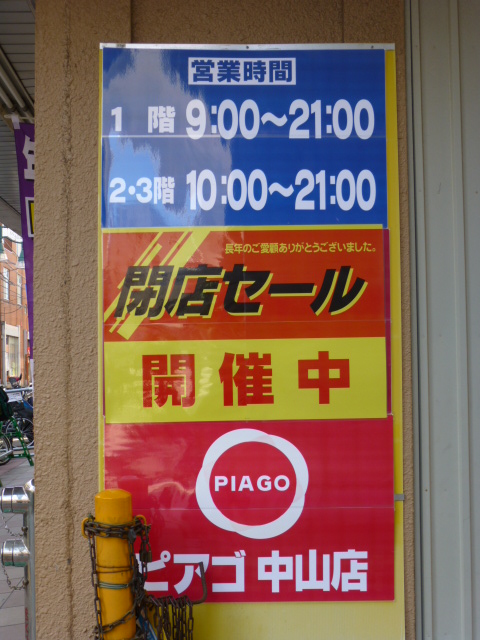 営業時間
1 階 9:00〜21:00
2・3階 10:00〜21:00
長年のご愛顧ありがとうございました。
閉店セール
開催中
PIAGO
ピアゴ 中山店